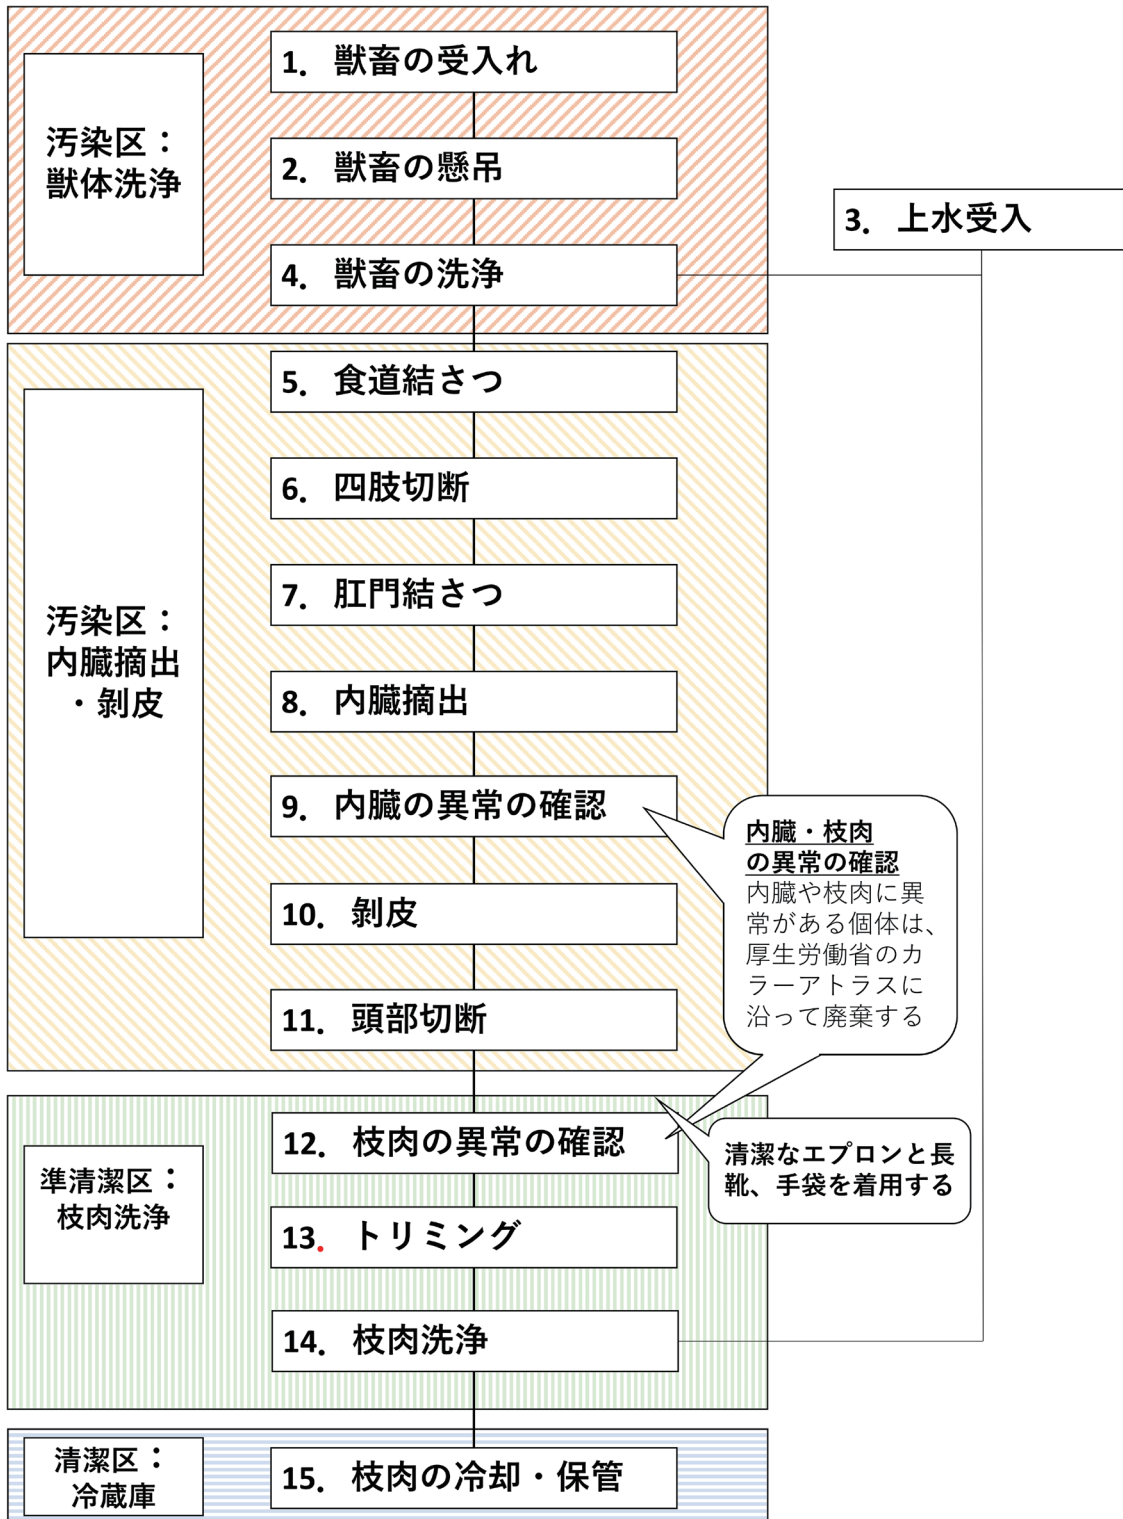 汚染区：
獣体洗浄
1． 獣畜の受入れ
2． 獣畜の懸吊
3． 上水受入
4． 獣畜の洗浄
汚染区：
内臓摘出
・剝皮
5． 食道結さつ
6． 四肢切断
7． 肛門結さつ
8． 内臓摘出
9． 内臓の異常の確認
10． 剝皮
11． 頭部切断
内臓・枝肉
の異常の確認
内臓や枝肉に異
常がある個体は、
厚生労働省のカ
ラーアトラスに
沿って廃棄する
準清潔区：
枝肉洗浄
12． 枝肉の異常の確認
清潔なエプロンと長
靴、手袋を着用する
13． トリミング
14． 枝肉洗浄
清潔区：
冷蔵庫
15． 枝肉の冷却・保管